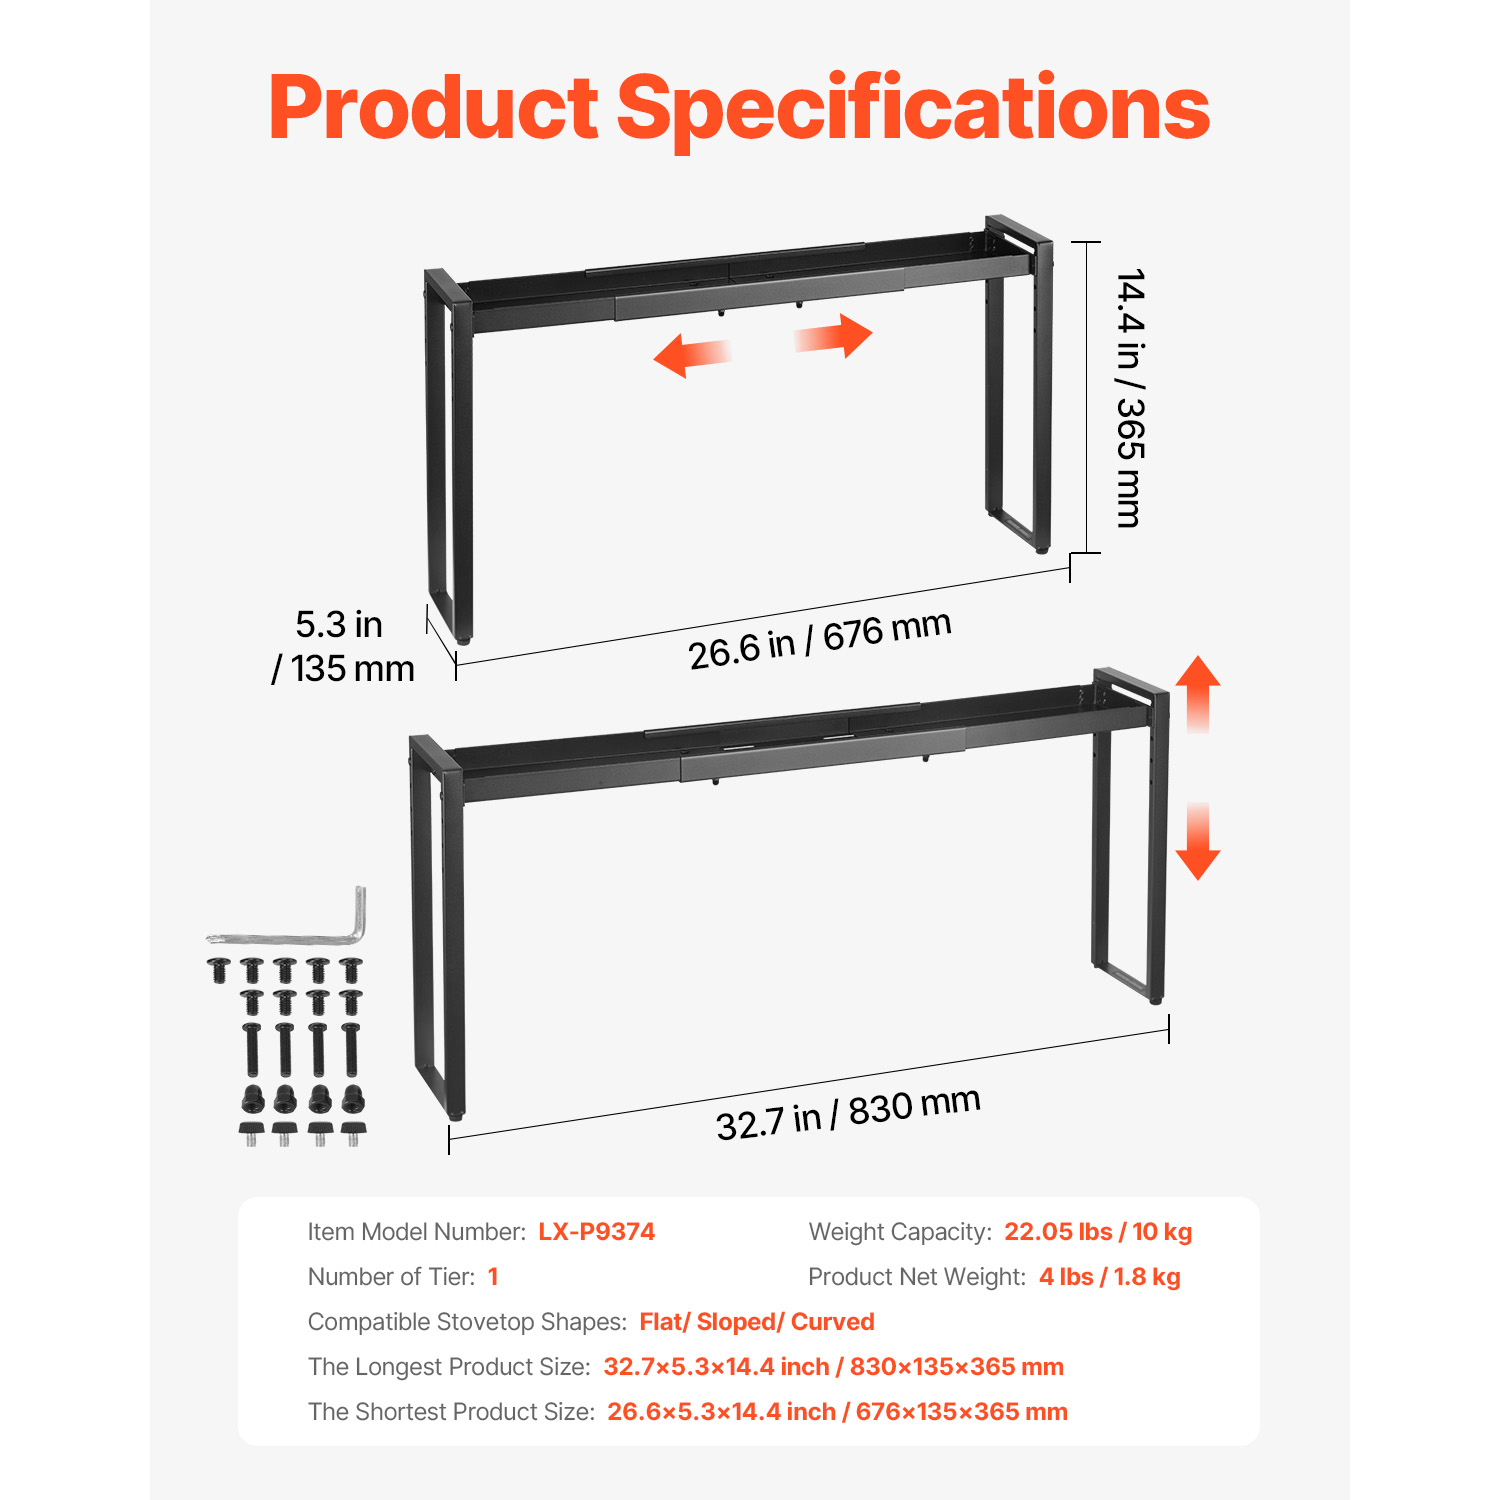 Product Specifications
14.4 in / 365 mm
5.3 in
/ 135 mm
26.6 in / 676 mm
32.7 in / 830 mm
Item Model Number: LX-P9374
Weight Capacity: 22.05 lbs / 10 kg
Number of Tier: 1
Product Net Weight: 4 lbs / 1.8 kg
Compatible Stovetop Shapes: Flat/ Sloped/ Curved
The Longest Product Size: 32.7×5.3×14.4 inch / 830×135×365 mm
The Shortest Product Size: 26.6×5.3×14.4 inch / 676×135×365 mm